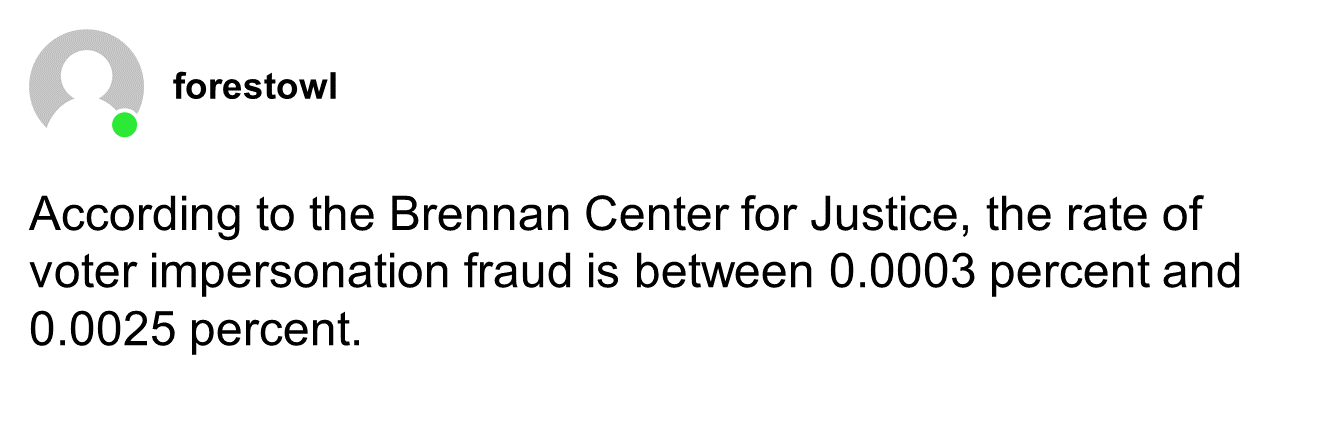 forestowl
According to the Brennan Center for Justice, the rate of
voter impersonation fraud is between 0.0003 percent and
0.0025 percent.